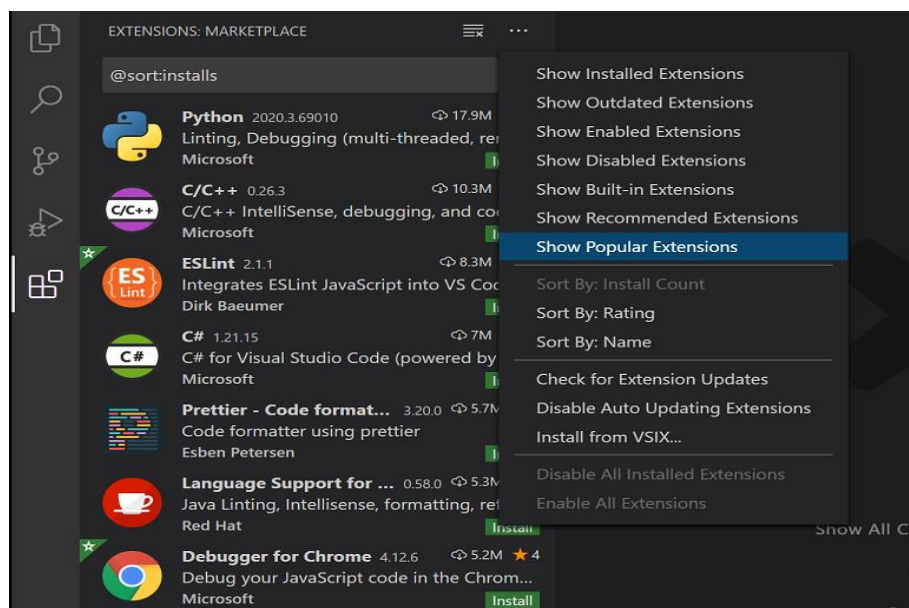 EXTENSIONS: MARKETPLACE
@sort:installs
Python 2020.3.69010 17.9M
Linting, Debugging (multi-threaded,
Microsoft
C/C++
C/C++ 0.26.3 10.3M
C/C++ IntelliSense, debugging, and
Microsoft
ESLint 2.1.1 8.3M
ES
Lint
Integrates ESLint JavaScript into VS
Dirk Baeumer
C# 1.21.15 7M
C#
C# for Visual Studio Code (powered by
Microsoft
Prettier - Code format... 3.20.0 5.7M
Code formatter using prettier
Esben Petersen
Language Support for ... 0.58.0 5.3M
Java Linting, Intellisense, formatting,
Red Hat
Install
Debugger for Chrome 4.12.6 5.2M 4
Debug your JavaScript code in the Chrom...
Microsoft
Install
Show Installed Extensions
Show Outdated Extensions
Show Enabled Extensions
Show Disabled Extensions
Show Built-in Extensions
Show Recommended Extensions
Show Popular Extensions
Sort By: Install Count
Sort By: Rating
Sort By: Name
Check for Extension Updates
Disable Auto Updating Extensions
Install from VSIX...
Disable All Installed Extensions
Enable All Extensions
Show All